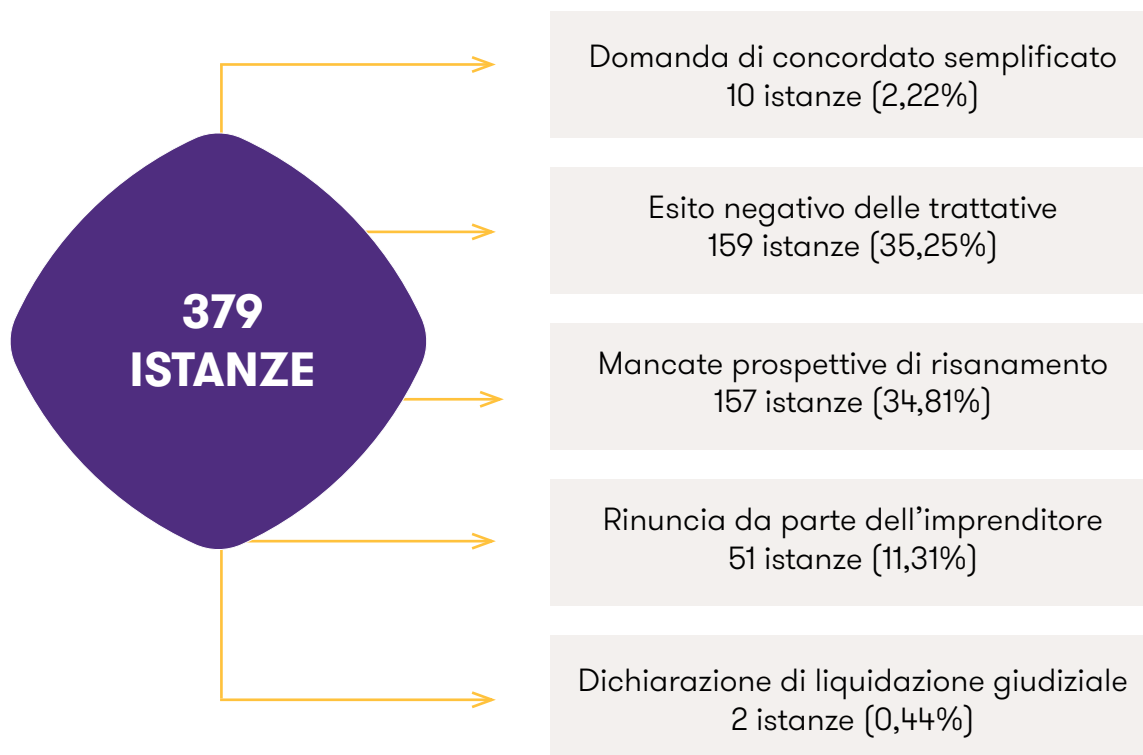 379
ISTANZE
Domanda di concordato semplificato
10 istanze (2,22%)
Esito negativo delle trattative
159 istanze (35,25%)
Mancate prospettive di risanamento
157 istanze (34,81%)
Rinuncia da parte dell'imprenditore
51 istanze (11,31%)
Dichiarazione di liquidazione giudiziale
2 istanze (0,44%)